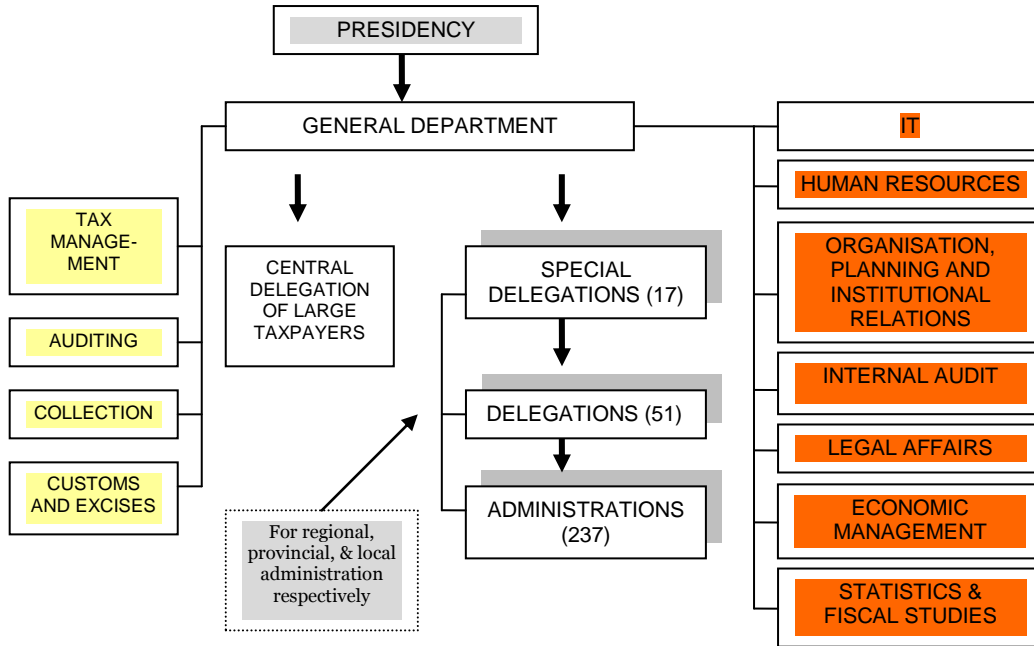 PRESIDENCY
GENERAL DEPARTMENT
TAX
MANAGE-
MENT
AUDITING
COLLECTION
CUSTOMS
AND EXCISES
CENTRAL
DELEGATION
OF LARGE
TAXPAYERS
SPECIAL
DELEGATIONS (17)
DELEGATIONS (51)
ADMINISTRATIONS
(237)
For regional,
provincial, & local
administration
respectively
IT
HUMAN RESOURCES
ORGANISATION,
PLANNING AND
INSTITUTIONAL
RELATIONS
INTERNAL AUDIT
LEGAL AFFAIRS
ECONOMIC
MANAGEMENT
STATISTICS &
FISCAL STUDIES